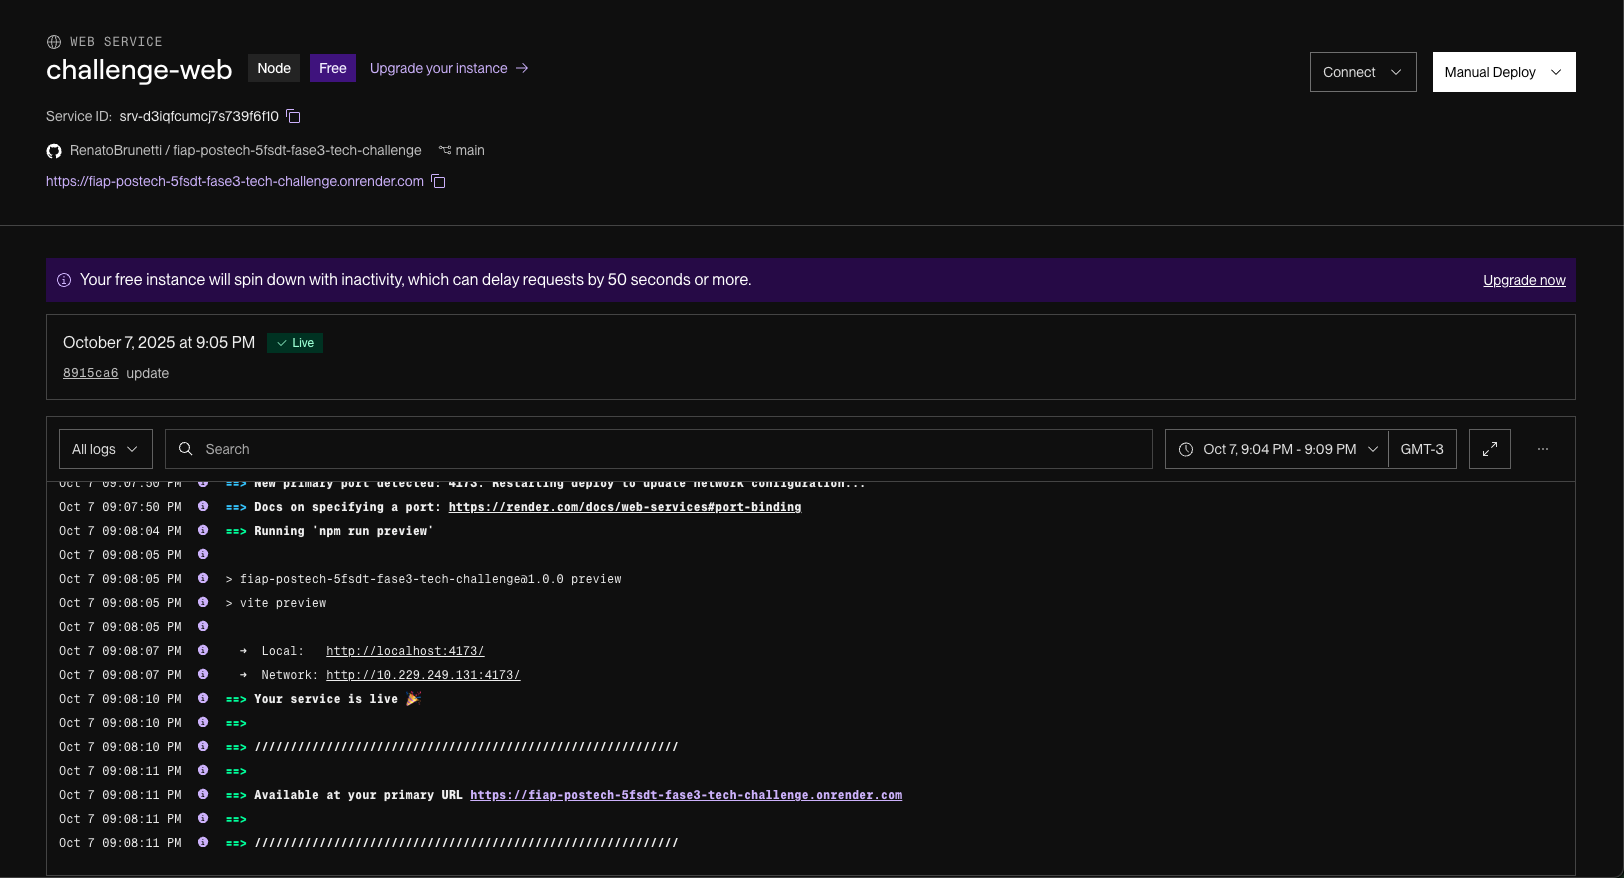 WEB SERVICE
challenge-web Node Free Upgrade your instance →
Connect Manual Deploy
Service ID: srv-d3iqfcumcj7s739f6f10
RenatoBrunetti / fiap-postech-5fsdt-fase3-tech-challenge main
https://fiap-postech-5fsdt-fase3-tech-challenge.onrender.com
Your free instance will spin down with inactivity, which can delay requests by 50 seconds or more. Upgrade now
October 7, 2025 at 9:05 PM Live
8915ca6 update
All logs Search Oct 7, 9:04 PM - 9:09 PM GMT-3 ...
Oct 7 09:07:50 PM ==> New primary port detected: 4173. Restarting deploy to update network configuration...
Oct 7 09:07:50 PM ==> Docs on specifying a port: https://render.com/docs/web-services#port-binding
Oct 7 09:08:04 PM ==> Running 'npm run preview'
Oct 7 09:08:05 PM
Oct 7 09:08:05 PM > fiap-postech-5fsdt-fase3-tech-challenge@1.0.0 preview
Oct 7 09:08:05 PM > vite preview
Oct 7 09:08:05 PM
Oct 7 09:08:07 PM ➜ Local: http://localhost:4173/
Oct 7 09:08:07 PM ➜ Network: http://10.229.249.131:4173/
Oct 7 09:08:10 PM ==> Your service is live 🎉
Oct 7 09:08:10 PM ==>
Oct 7 09:08:10 PM ==> ///////////////////////////////////////////////////////////
Oct 7 09:08:11 PM ==>
Oct 7 09:08:11 PM ==> Available at your primary URL https://fiap-postech-5fsdt-fase3-tech-challenge.onrender.com
Oct 7 09:08:11 PM ==>
Oct 7 09:08:11 PM ==> ///////////////////////////////////////////////////////////